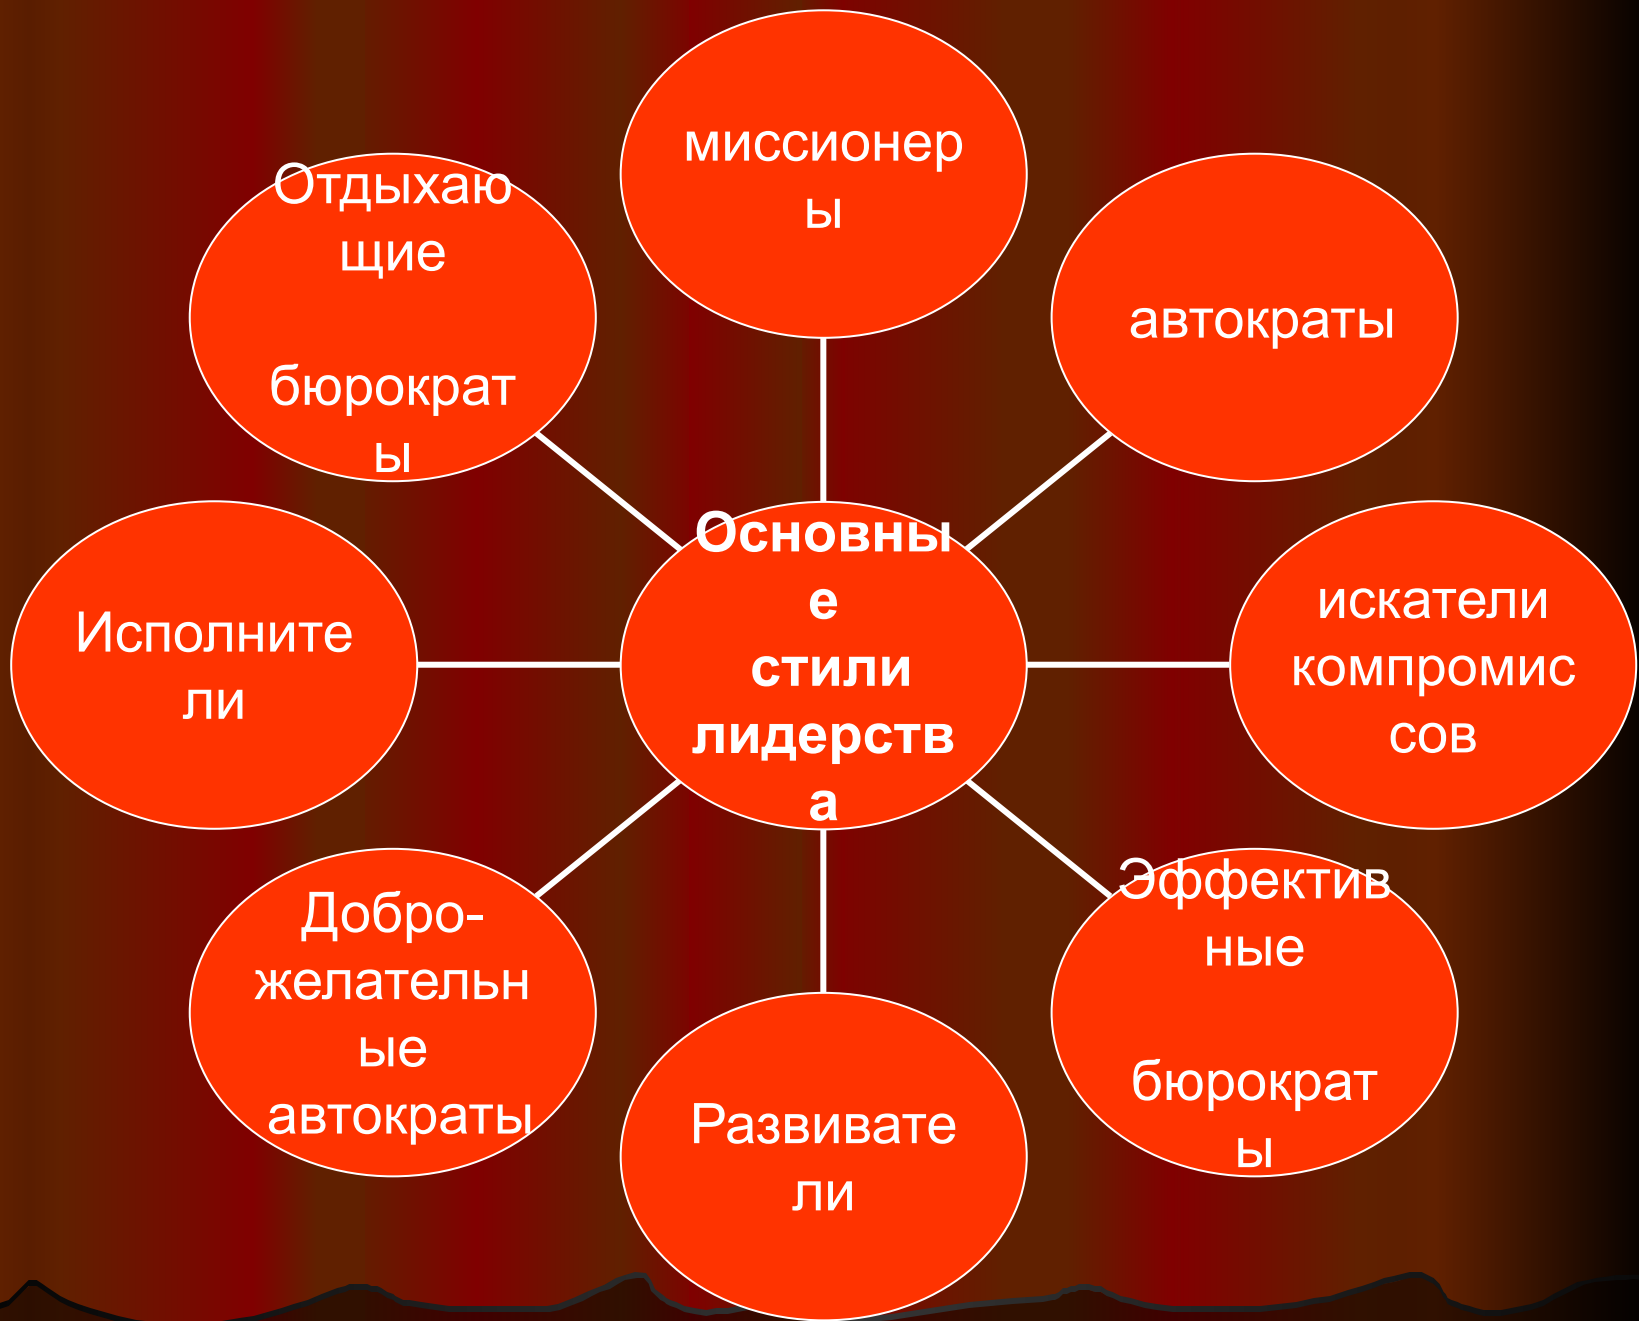 миссионер
ы
автократы
искатели
компромис
сов
Эффектив
ные
бюрократ
ы
Развивате
ли
Добро-
желательн
ые
автократы
Исполните
ли
Отдыхаю
щие
бюрократ
ы
Основны
е
стили
лидерств
а